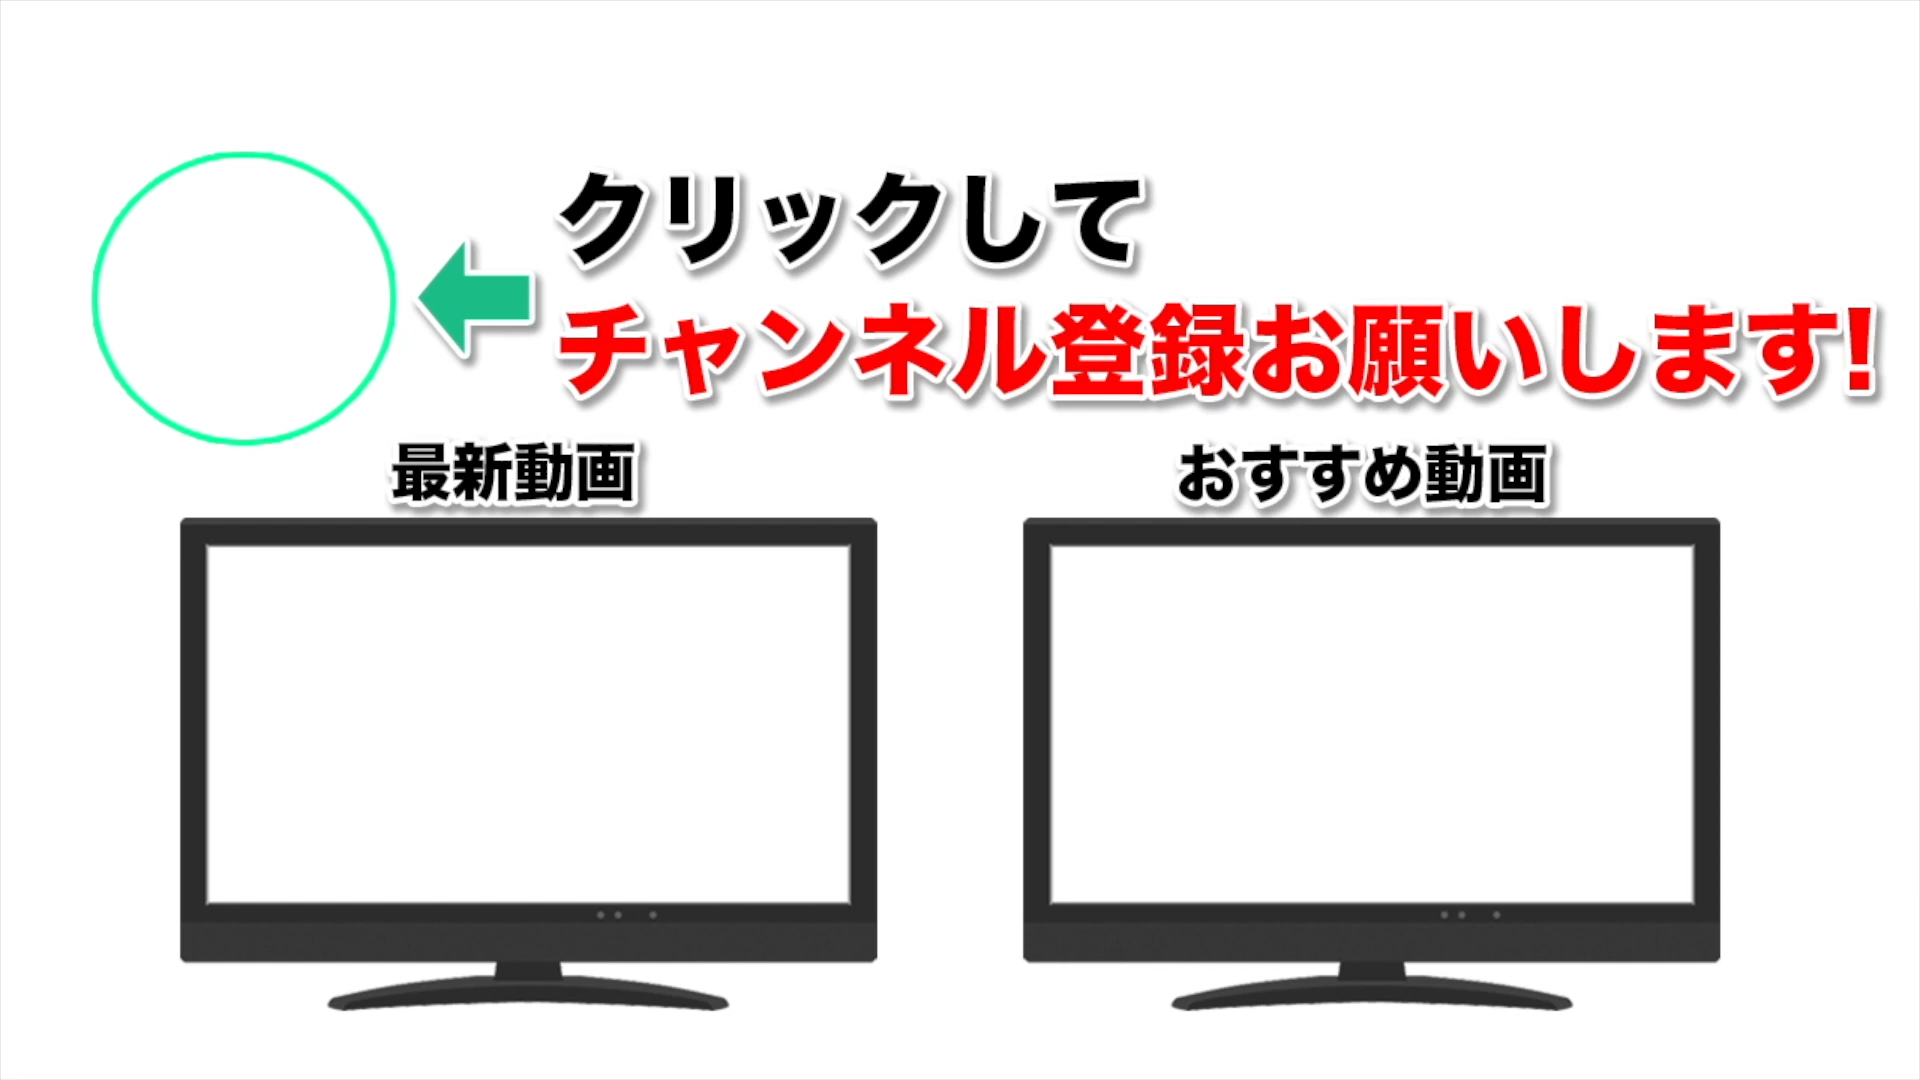 クリックして
チャンネル登録お願いします!
最新動画
おすすめ動画